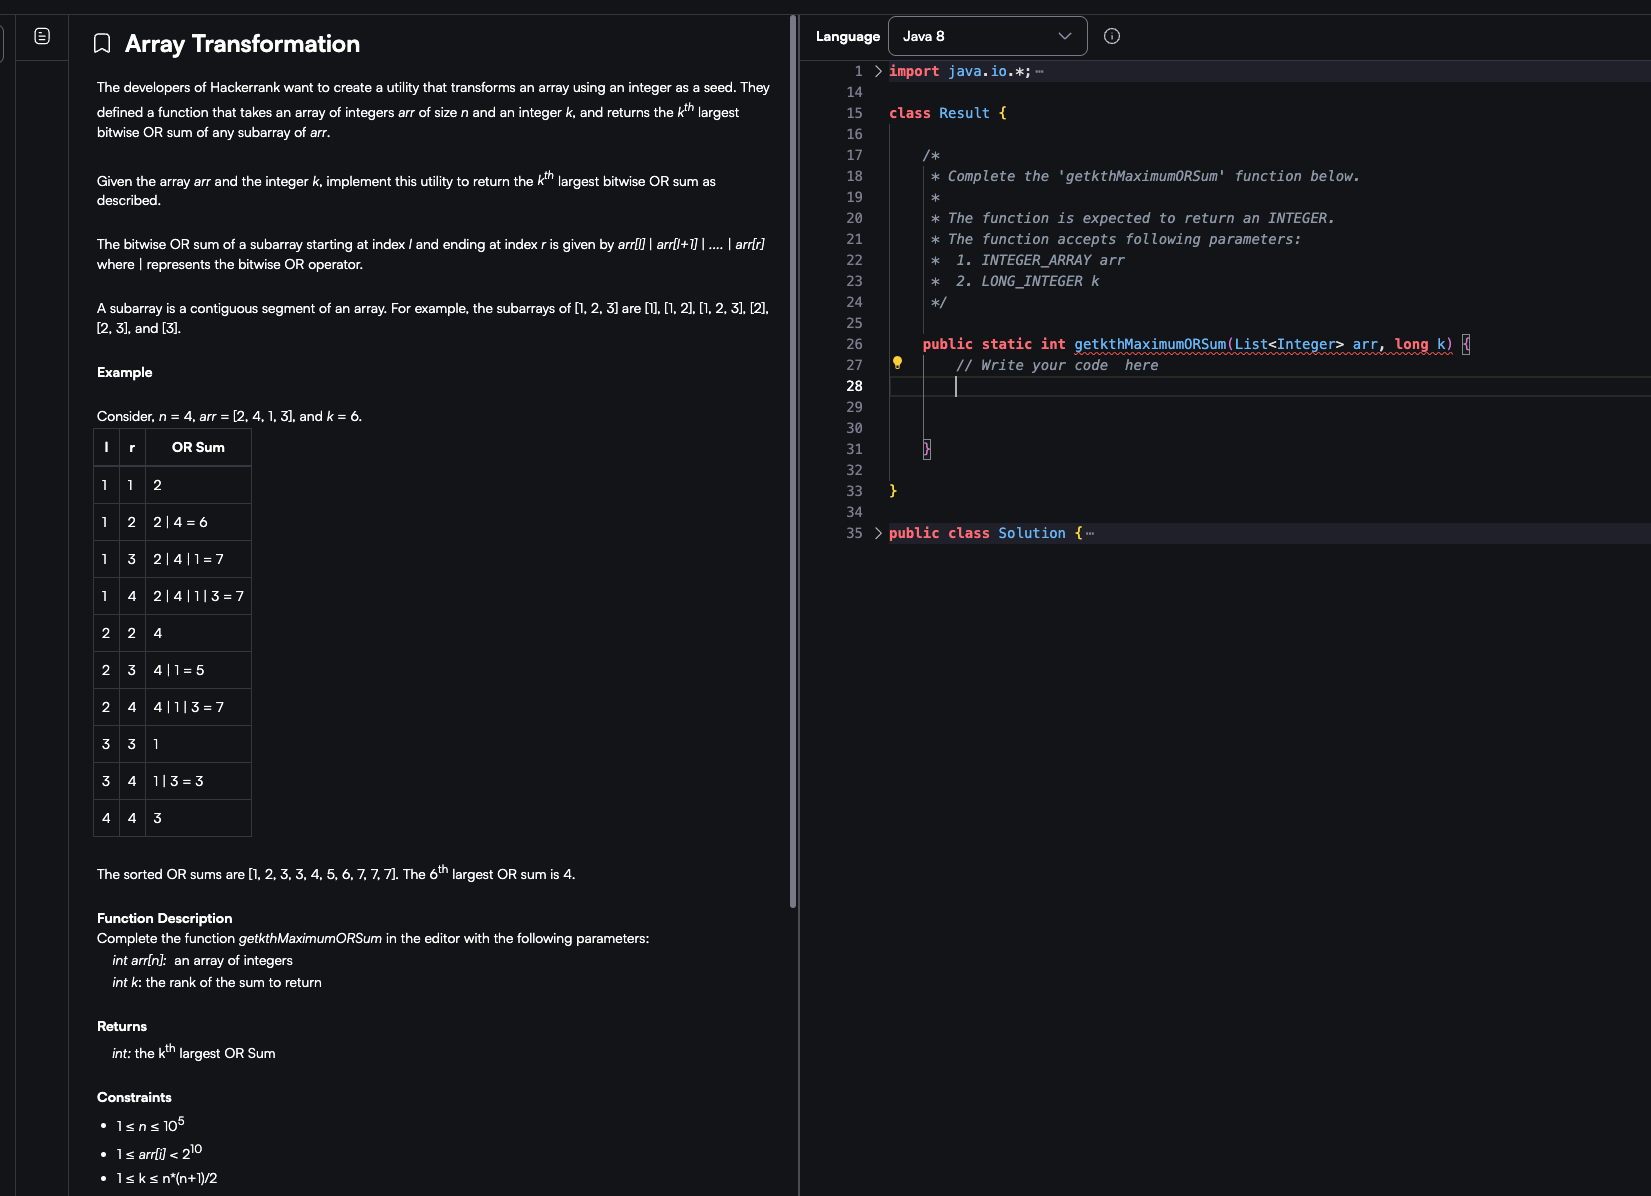 Array Transformation
The developers of Hackerrank want to create a utility that transforms an array using an integer as a seed. They
defined a function that takes an array of integers arr of size n and an integer k, and returns the kth largest
bitwise OR sum of any subarray of arr.
Given the array arr and the integer k, implement this utility to return the kth largest bitwise OR sum as
described.
The bitwise OR sum of a subarray starting at index l and ending at index r is given by arr[l] | arr[l+1] | .... | arr[r]
where | represents the bitwise OR operator.
A subarray is a contiguous segment of an array. For example, the subarrays of [1, 2, 3] are [1], [1, 2], [1, 2, 3], [2],
[2, 3], and [3].
Example
Consider, n = 4, arr = [2, 4, 1, 3], and k = 6.
l r OR Sum
1 1 2
1 2 2 | 4 = 6
1 3 2 | 4 | 1 = 7
1 4 2 | 4 | 1 | 3 = 7
2 2 4
2 3 4 | 1 = 5
2 4 4 | 1 | 3 = 7
3 3 1
3 4 1 | 3 = 3
4 4 3
The sorted OR sums are [1, 2, 3, 3, 4, 5, 6, 7, 7, 7]. The 6th largest OR sum is 4.
Function Description
Complete the function getkthMaximumORSum in the editor with the following parameters:
int arr[n]: an array of integers
int k: the rank of the sum to return
Returns
int: the kth largest OR Sum
Constraints
• 1 ≤ n ≤ 10^5
• 1 ≤ arr[i] < 2^10
• 1 ≤ k ≤ n*(n+1)/2
Language Java 8
1 import java.io.*; ⋯
14
15 class Result {
16
17 /*
18 * Complete the 'getkthMaximumORSum' function below.
19 *
20 * The function is expected to return an INTEGER.
21 * The function accepts following parameters:
22 * 1. INTEGER_ARRAY arr
23 * 2. LONG_INTEGER k
24 */
25
26 public static int getkthMaximumORSum(List<Integer> arr, long k) {
27 // Write your code here
28
29
30
31 }
32
33 }
34
35 public class Solution { ⋯